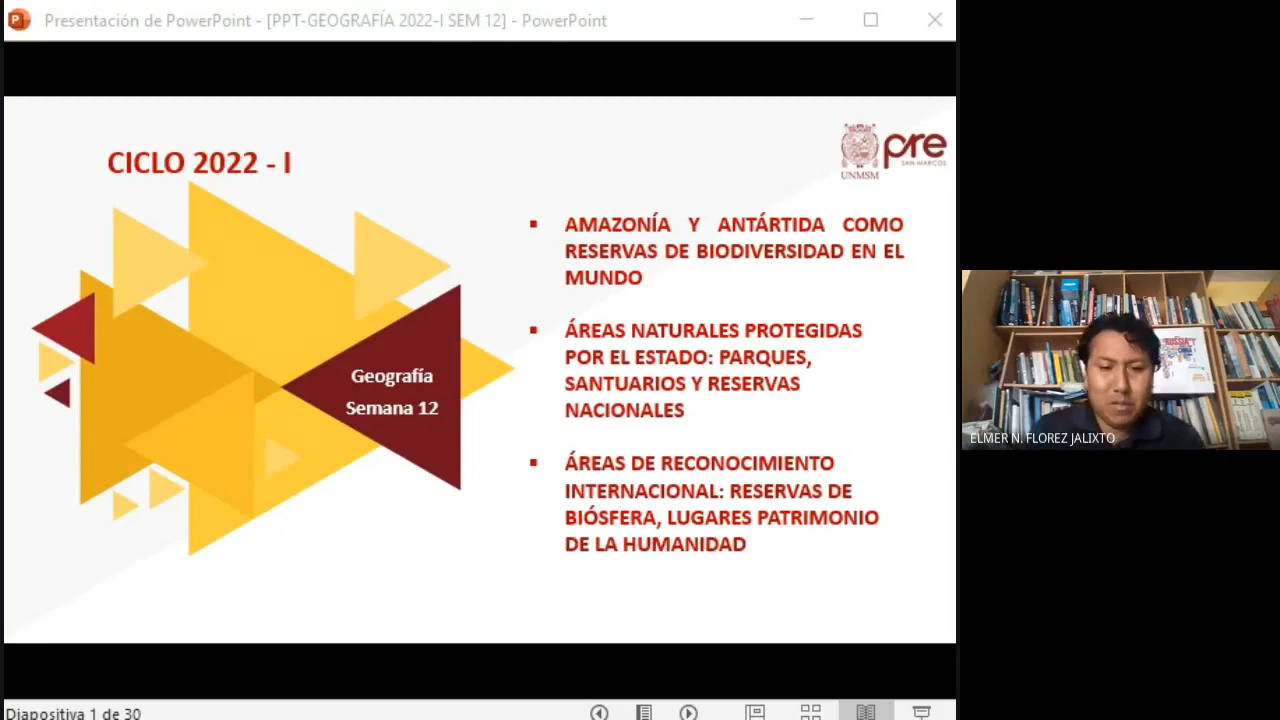 Presentación de PowerPoint - [PPT-GEOGRAFÍA 2022-I SEM 12] - PowerPoint
CICLO 2022 - I
UNMSM
pre
SAN MARCOS
▪ AMAZONÍA Y ANTÁRTIDA COMO
RESERVAS DE BIODIVERSIDAD EN EL
MUNDO
▪ ÁREAS NATURALES PROTEGIDAS
POR EL ESTADO: PARQUES,
SANTUARIOS Y RESERVAS
NACIONALES
▪ ÁREAS DE RECONOCIMIENTO
INTERNACIONAL: RESERVAS DE
BIÓSFERA, LUGARES PATRIMONIO
DE LA HUMANIDAD
Geografía
Semana 12
RUSSIA
ELMER N. FLOREZ JALIXTO
Diapositiva 1 de 30